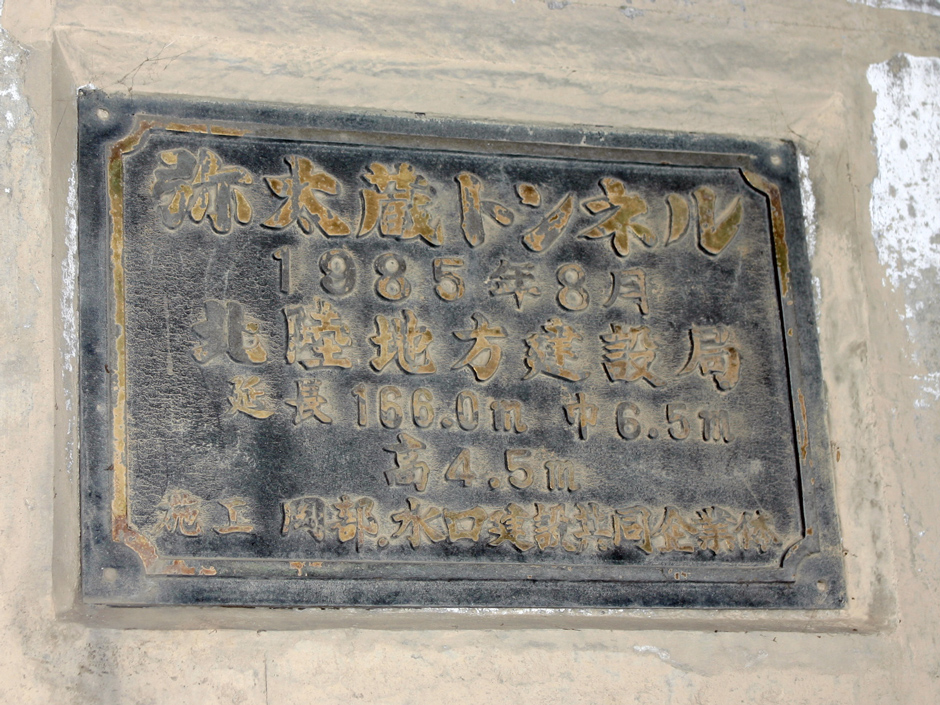 弥太蔵トンネル
1985年8月
北陸地方建設局
延長 166.0m 巾6.5m
高4.5m
施工 岡部.水口建設共同企業体